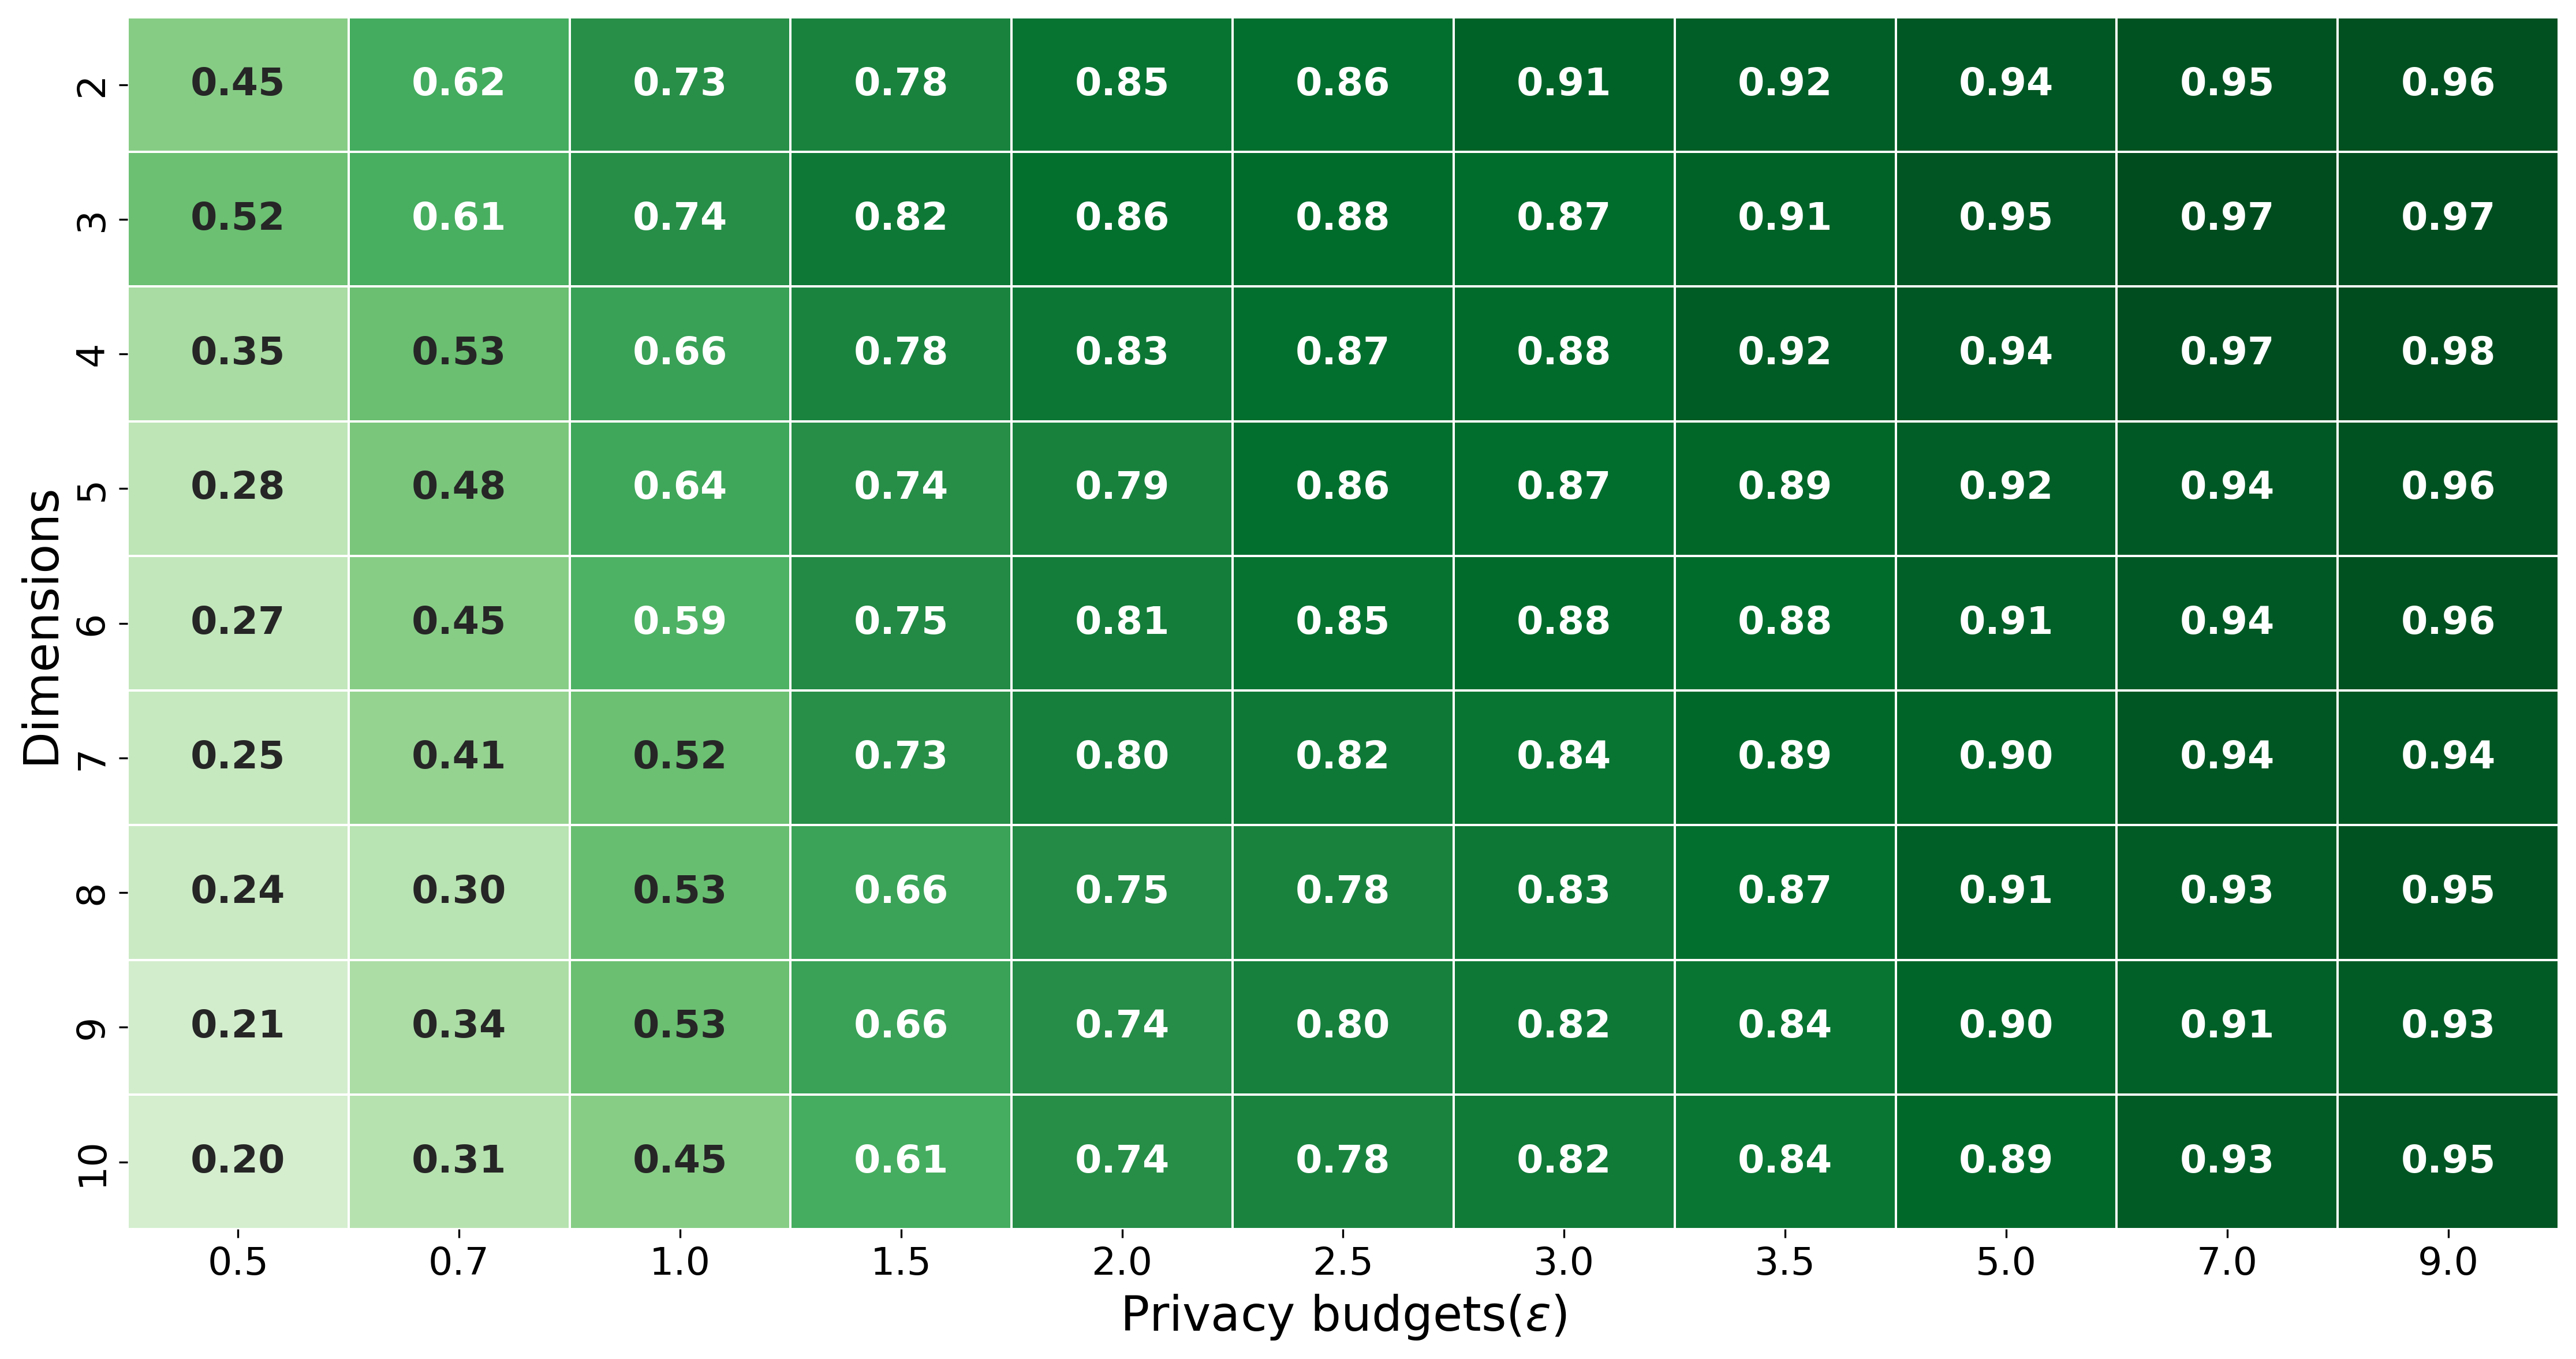 2 0.45 0.62 0.73 0.78 0.85 0.86 0.91 0.92 0.94 0.95 0.96
3 0.52 0.61 0.74 0.82 0.86 0.88 0.87 0.91 0.95 0.97 0.97
4 0.35 0.53 0.66 0.78 0.83 0.87 0.88 0.92 0.94 0.97 0.98
5 0.28 0.48 0.64 0.74 0.79 0.86 0.87 0.89 0.92 0.94 0.96
6 0.27 0.45 0.59 0.75 0.81 0.85 0.88 0.88 0.91 0.94 0.96
7 0.25 0.41 0.52 0.73 0.80 0.82 0.84 0.89 0.90 0.94 0.94
8 0.24 0.30 0.53 0.66 0.75 0.78 0.83 0.87 0.91 0.93 0.95
9 0.21 0.34 0.53 0.66 0.74 0.80 0.82 0.84 0.90 0.91 0.93
10 0.20 0.31 0.45 0.61 0.74 0.78 0.82 0.84 0.89 0.93 0.95
0.5 0.7 1.0 1.5 2.0 2.5 3.0 3.5 5.0 7.0 9.0
Privacy budgets(ε)
Dimensions